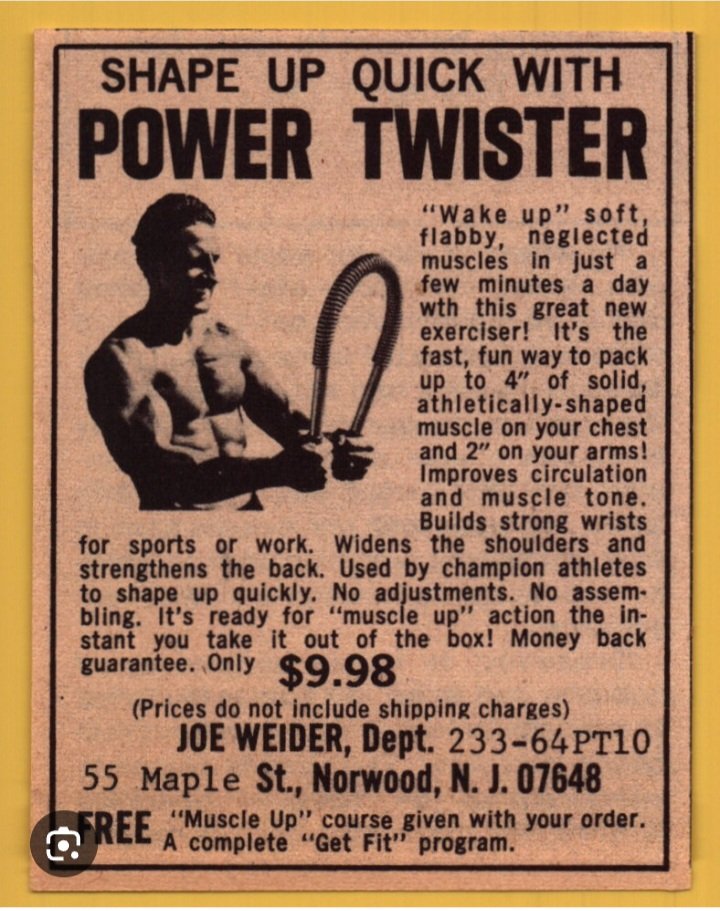 SHAPE UP QUICK WITH
POWER TWISTER
"Wake up" soft,
flabby, neglected
muscles in just a
few minutes a day
wth this great new
exerciser! It's the
fast, fun way to pack
up to 4" of solid,
athletically-shaped
muscle on your chest
and 2" on your arms!
Improves circulation
and muscle tone.
Builds strong wrists
for sports or work. Widens the shoulders and
strengthens the back. Used by champion athletes
to shape up quickly. No adjustments. No assem-
bling. It's ready for "muscle up" action the in-
stant you take it out of the box! Money back
guarantee. Only $9.98
(Prices do not include shipping charges)
JOE WEIDER, Dept. 233-64PT10
55 Maple St., Norwood, N. J. 07648
FREE "Muscle Up" course given with your order.
A complete "Get Fit" program.